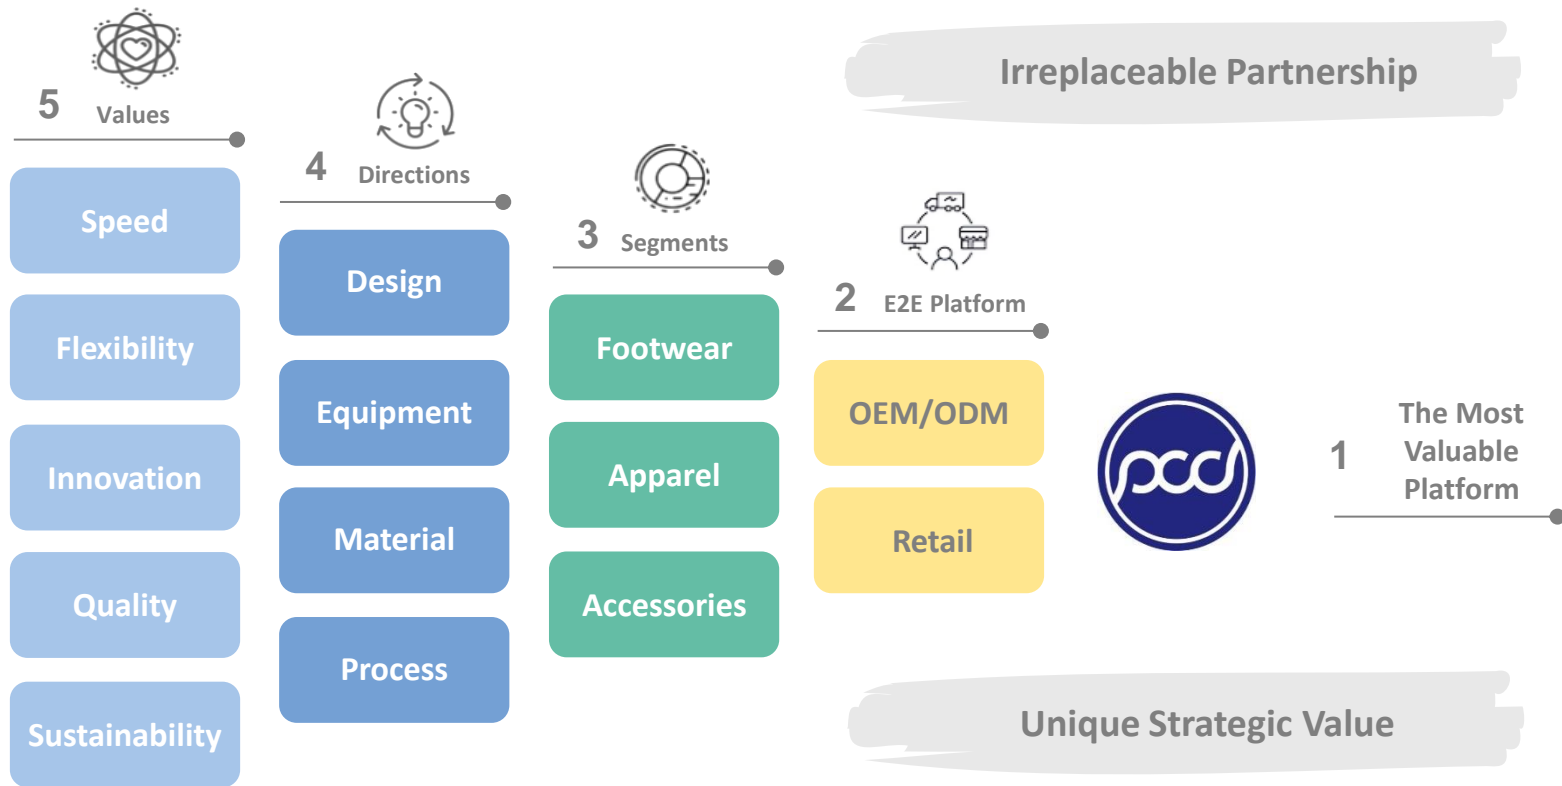 5 Values
Speed
Flexibility
Innovation
Quality
Sustainability
4 Directions
Design
Equipment
Material
Process
3 Segments
Footwear
Apparel
Accessories
2 E2E Platform
OEM/ODM
Retail
Irreplaceable Partnership
pcc
1 The Most
Valuable
Platform
Unique Strategic Value